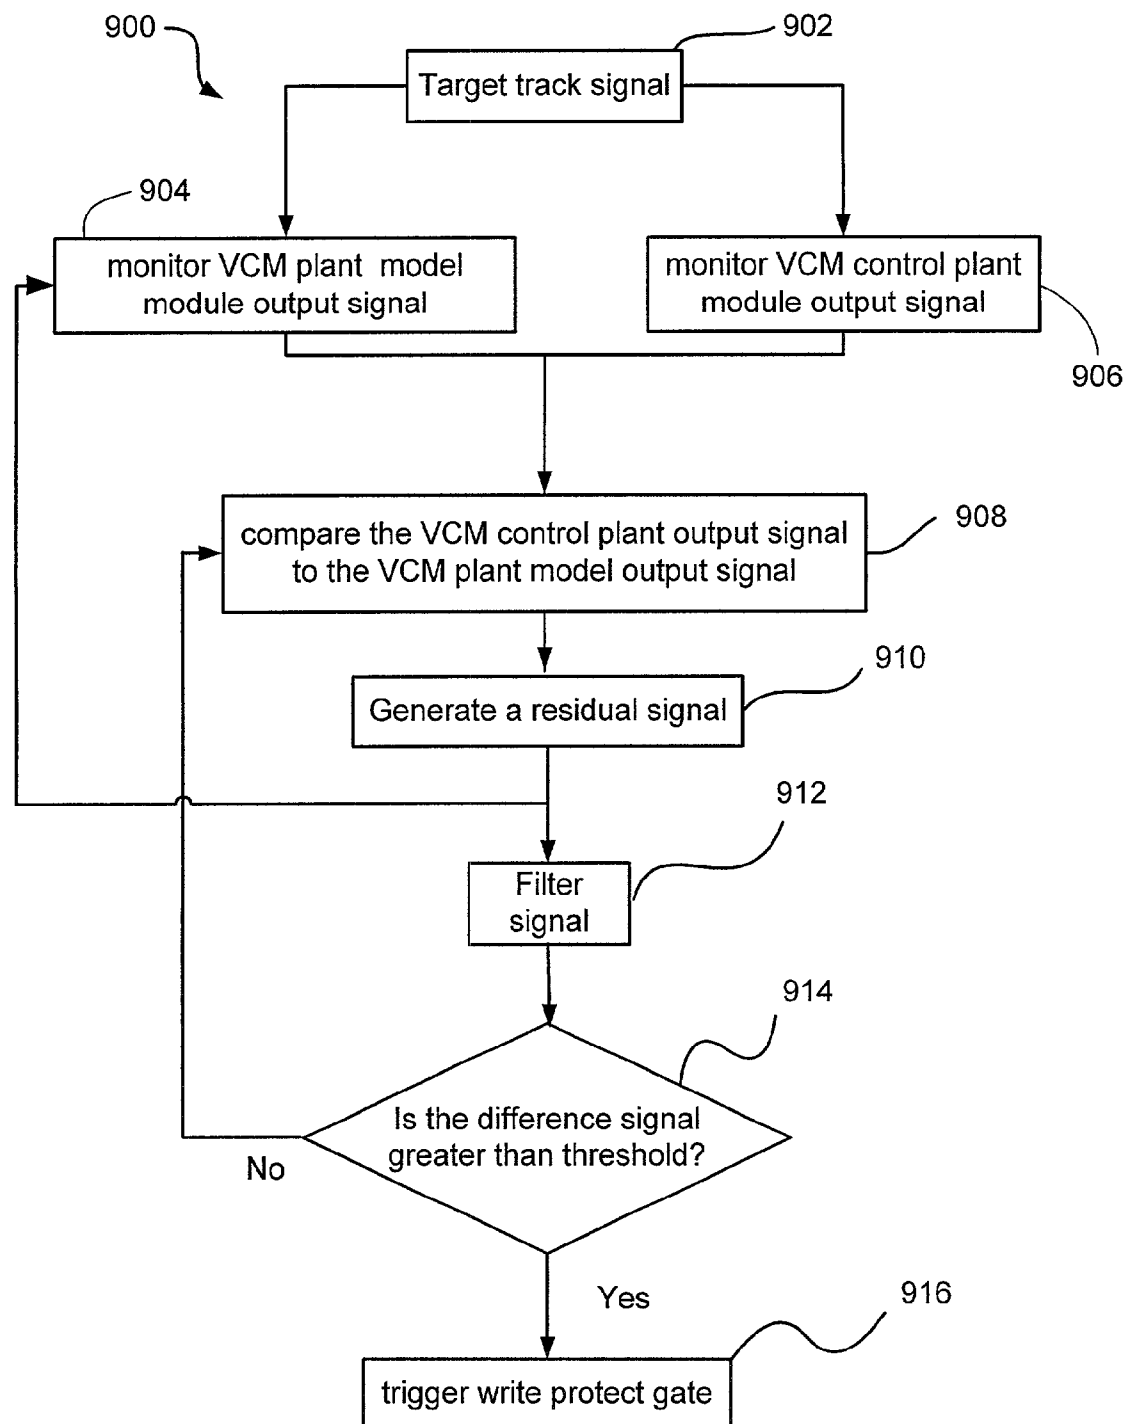 900
902
Target track signal
904
monitor VCM plant model
module output signal
monitor VCM control plant
module output signal
906
compare the VCM control plant output signal
to the VCM plant model output signal
908
910
Generate a residual signal
912
Filter
signal
914
Is the difference signal
greater than threshold?
No
Yes
916
trigger write protect gate